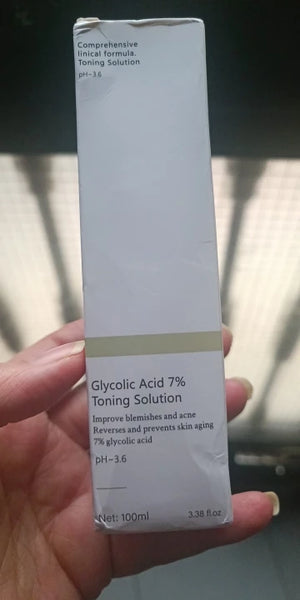 Comprehensive
linical formula.
Toning Solution
pH~3.6
Glycolic Acid 7%
Toning Solution
Improve blemishes and acne
Reverses and prevents skin aging
7% glycolic acid
pH~3.6
Net: 100ml 3.38 fl.oz